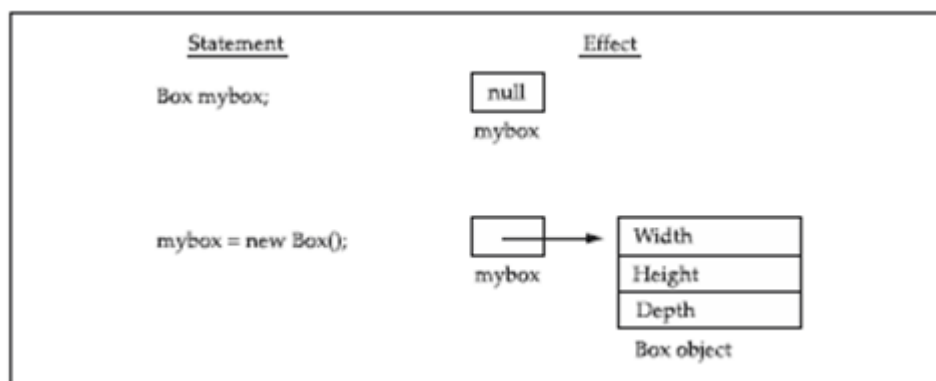 Statement Effect
Box mybox; null
mybox
mybox = new Box(); Width
mybox Height
Depth
Box object